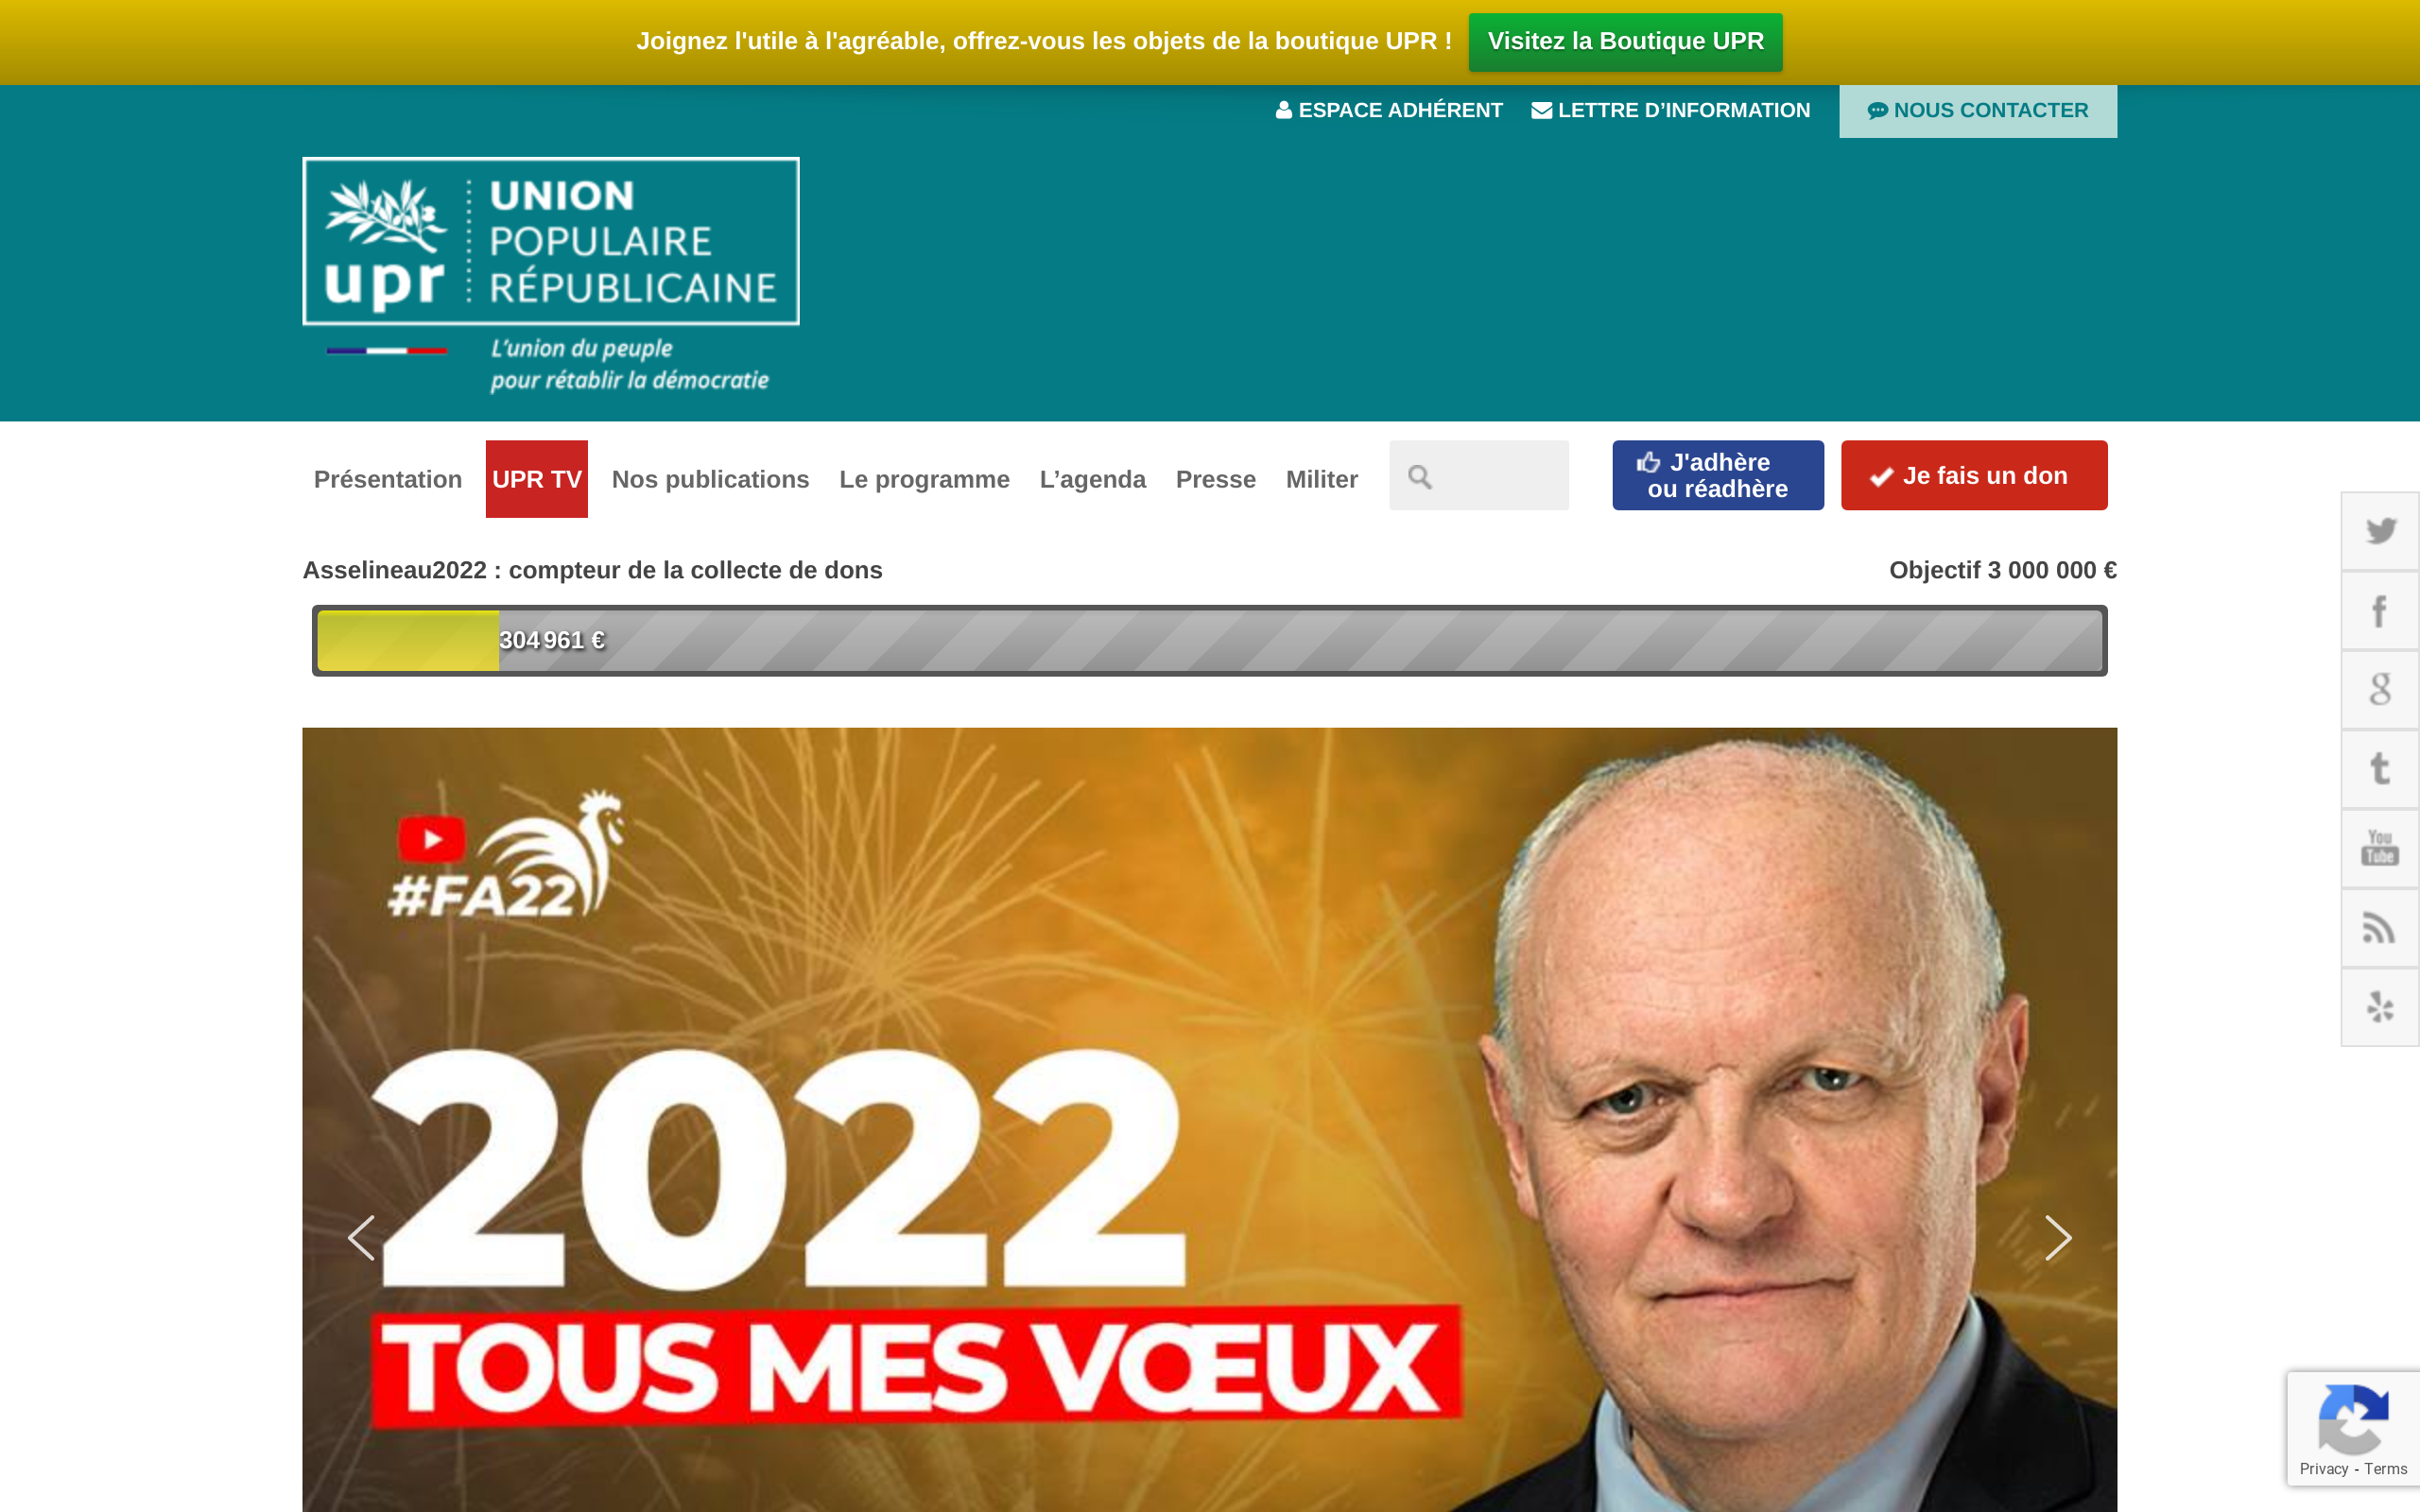 Joignez l'utile à l'agréable, offrez-vous les objets de la boutique UPR !
Visitez la Boutique UPR
ESPACE ADHÉRENT
LETTRE D’INFORMATION
NOUS CONTACTER
upr
UNION
POPULAIRE
RÉPUBLICAINE
L’union du peuple
pour rétablir la démocratie
Présentation
UPR TV
Nos publications
Le programme
L’agenda
Presse
Militer
J'adhère
ou réadhère
Je fais un don
Asselineau2022 : compteur de la collecte de dons
Objectif 3 000 000 €
304 961 €
#FA22
2022
TOUS MES VŒUX
You
Tube
Privacy - Terms